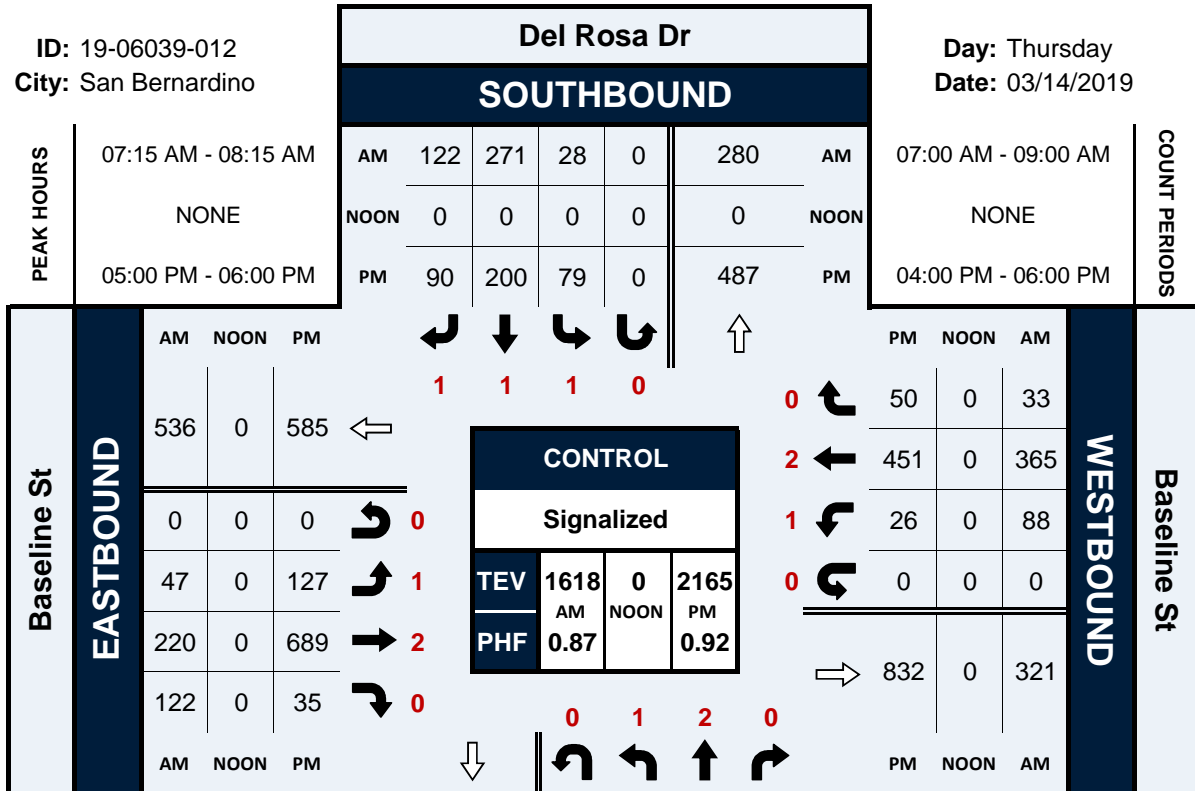 Del Rosa Dr
ID: 19-06039-012
City: San Bernardino
Day: Thursday
Date: 03/14/2019
SOUTHBOUND
PEAK HOURS
07:15 AM - 08:15 AM
NONE
05:00 PM - 06:00 PM
AM 122 271 28 0 280 AM
NOON 0 0 0 0 0 NOON
PM 90 200 79 0 487 PM
07:00 AM - 09:00 AM
NONE
04:00 PM - 06:00 PM
COUNT PERIODS
1 1 1 0
Baseline St
EASTBOUND
AM NOON PM
536 0 585
0 0 0 0
47 0 127 1
220 0 689 2
122 0 35 0
AM NOON PM
CONTROL
Signalized
TEV 1618 0 2165
AM NOON PM
PHF 0.87 0.92
PM NOON AM
0 50 0 33
2 451 0 365
1 26 0 88
0 0 0 0
832 0 321
PM NOON AM
WESTBOUND
Baseline St
0 1 2 0